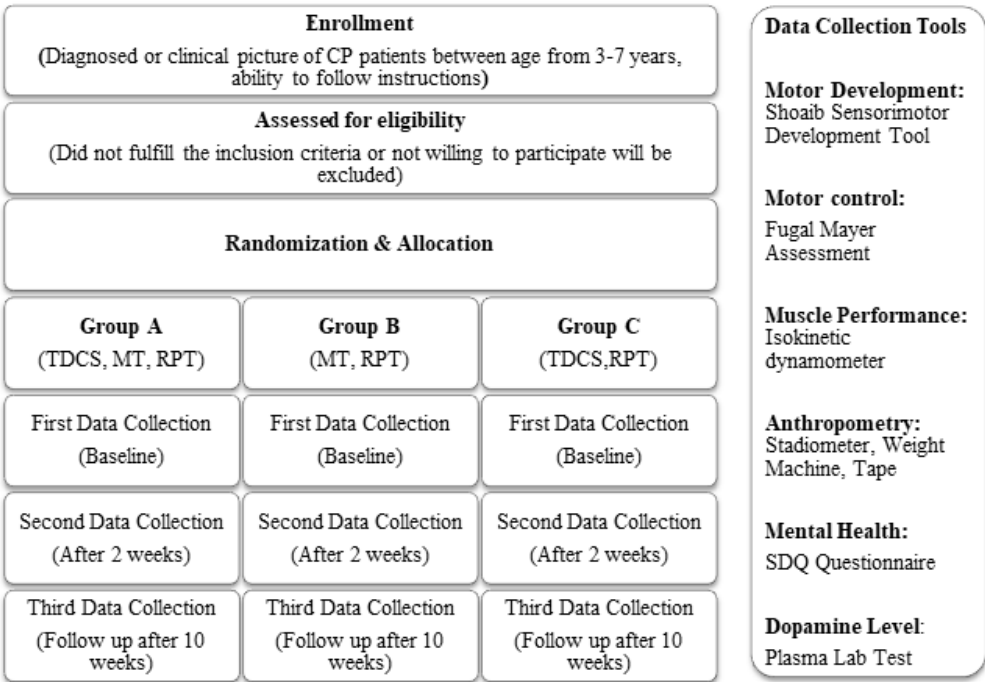 Enrollment
(Diagnosed or clinical picture of CP patients between age from 3-7 years,
ability to follow instructions)
Assessed for eligibility
(Did not fulfill the inclusion criteria or not willing to participate will be
excluded)
Randomization & Allocation
Group A
(TDCS, MT, RPT)
Group B
(MT, RPT)
Group C
(TDCS,RPT)
First Data Collection
(Baseline)
First Data Collection
(Baseline)
First Data Collection
(Baseline)
Second Data Collection
(After 2 weeks)
Second Data Collection
(After 2 weeks)
Second Data Collection
(After 2 weeks)
Third Data Collection
(Follow up after 10
weeks)
Third Data Collection
(Follow up after 10
weeks)
Third Data Collection
(Follow up after 10
weeks)
Data Collection Tools
Motor Development:
Shoaib Sensorimotor
Development Tool
Motor control:
Fugal Mayer
Assessment
Muscle Performance:
Isokinetic
dynamometer
Anthropometry:
Stadiometer, Weight
Machine, Tape
Mental Health:
SDQ Questionnaire
Dopamine Level:
Plasma Lab Test